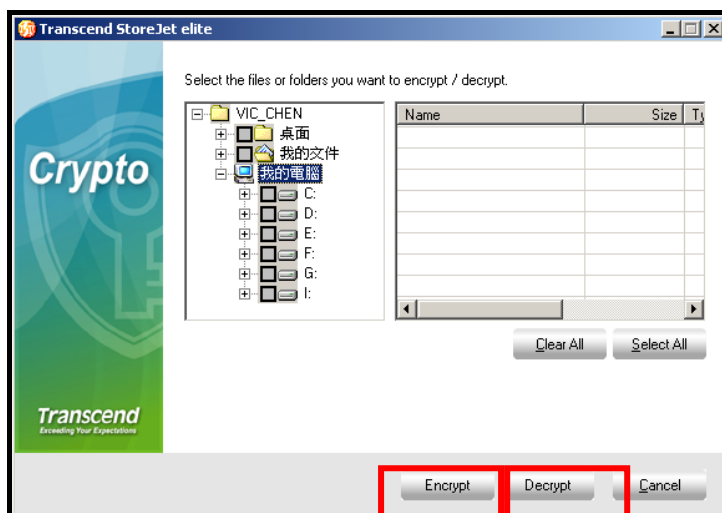 Transcend StoreJet elite
Select the files or folders you want to encrypt / decrypt.
VIC_CHEN
桌面
我的文件
我的電腦
C:
D:
E:
F:
G:
I:
Name Size Ty
Clear All Select All
Crypto
Transcend
Exceeding Your Expectations
Encrypt Decrypt Cancel